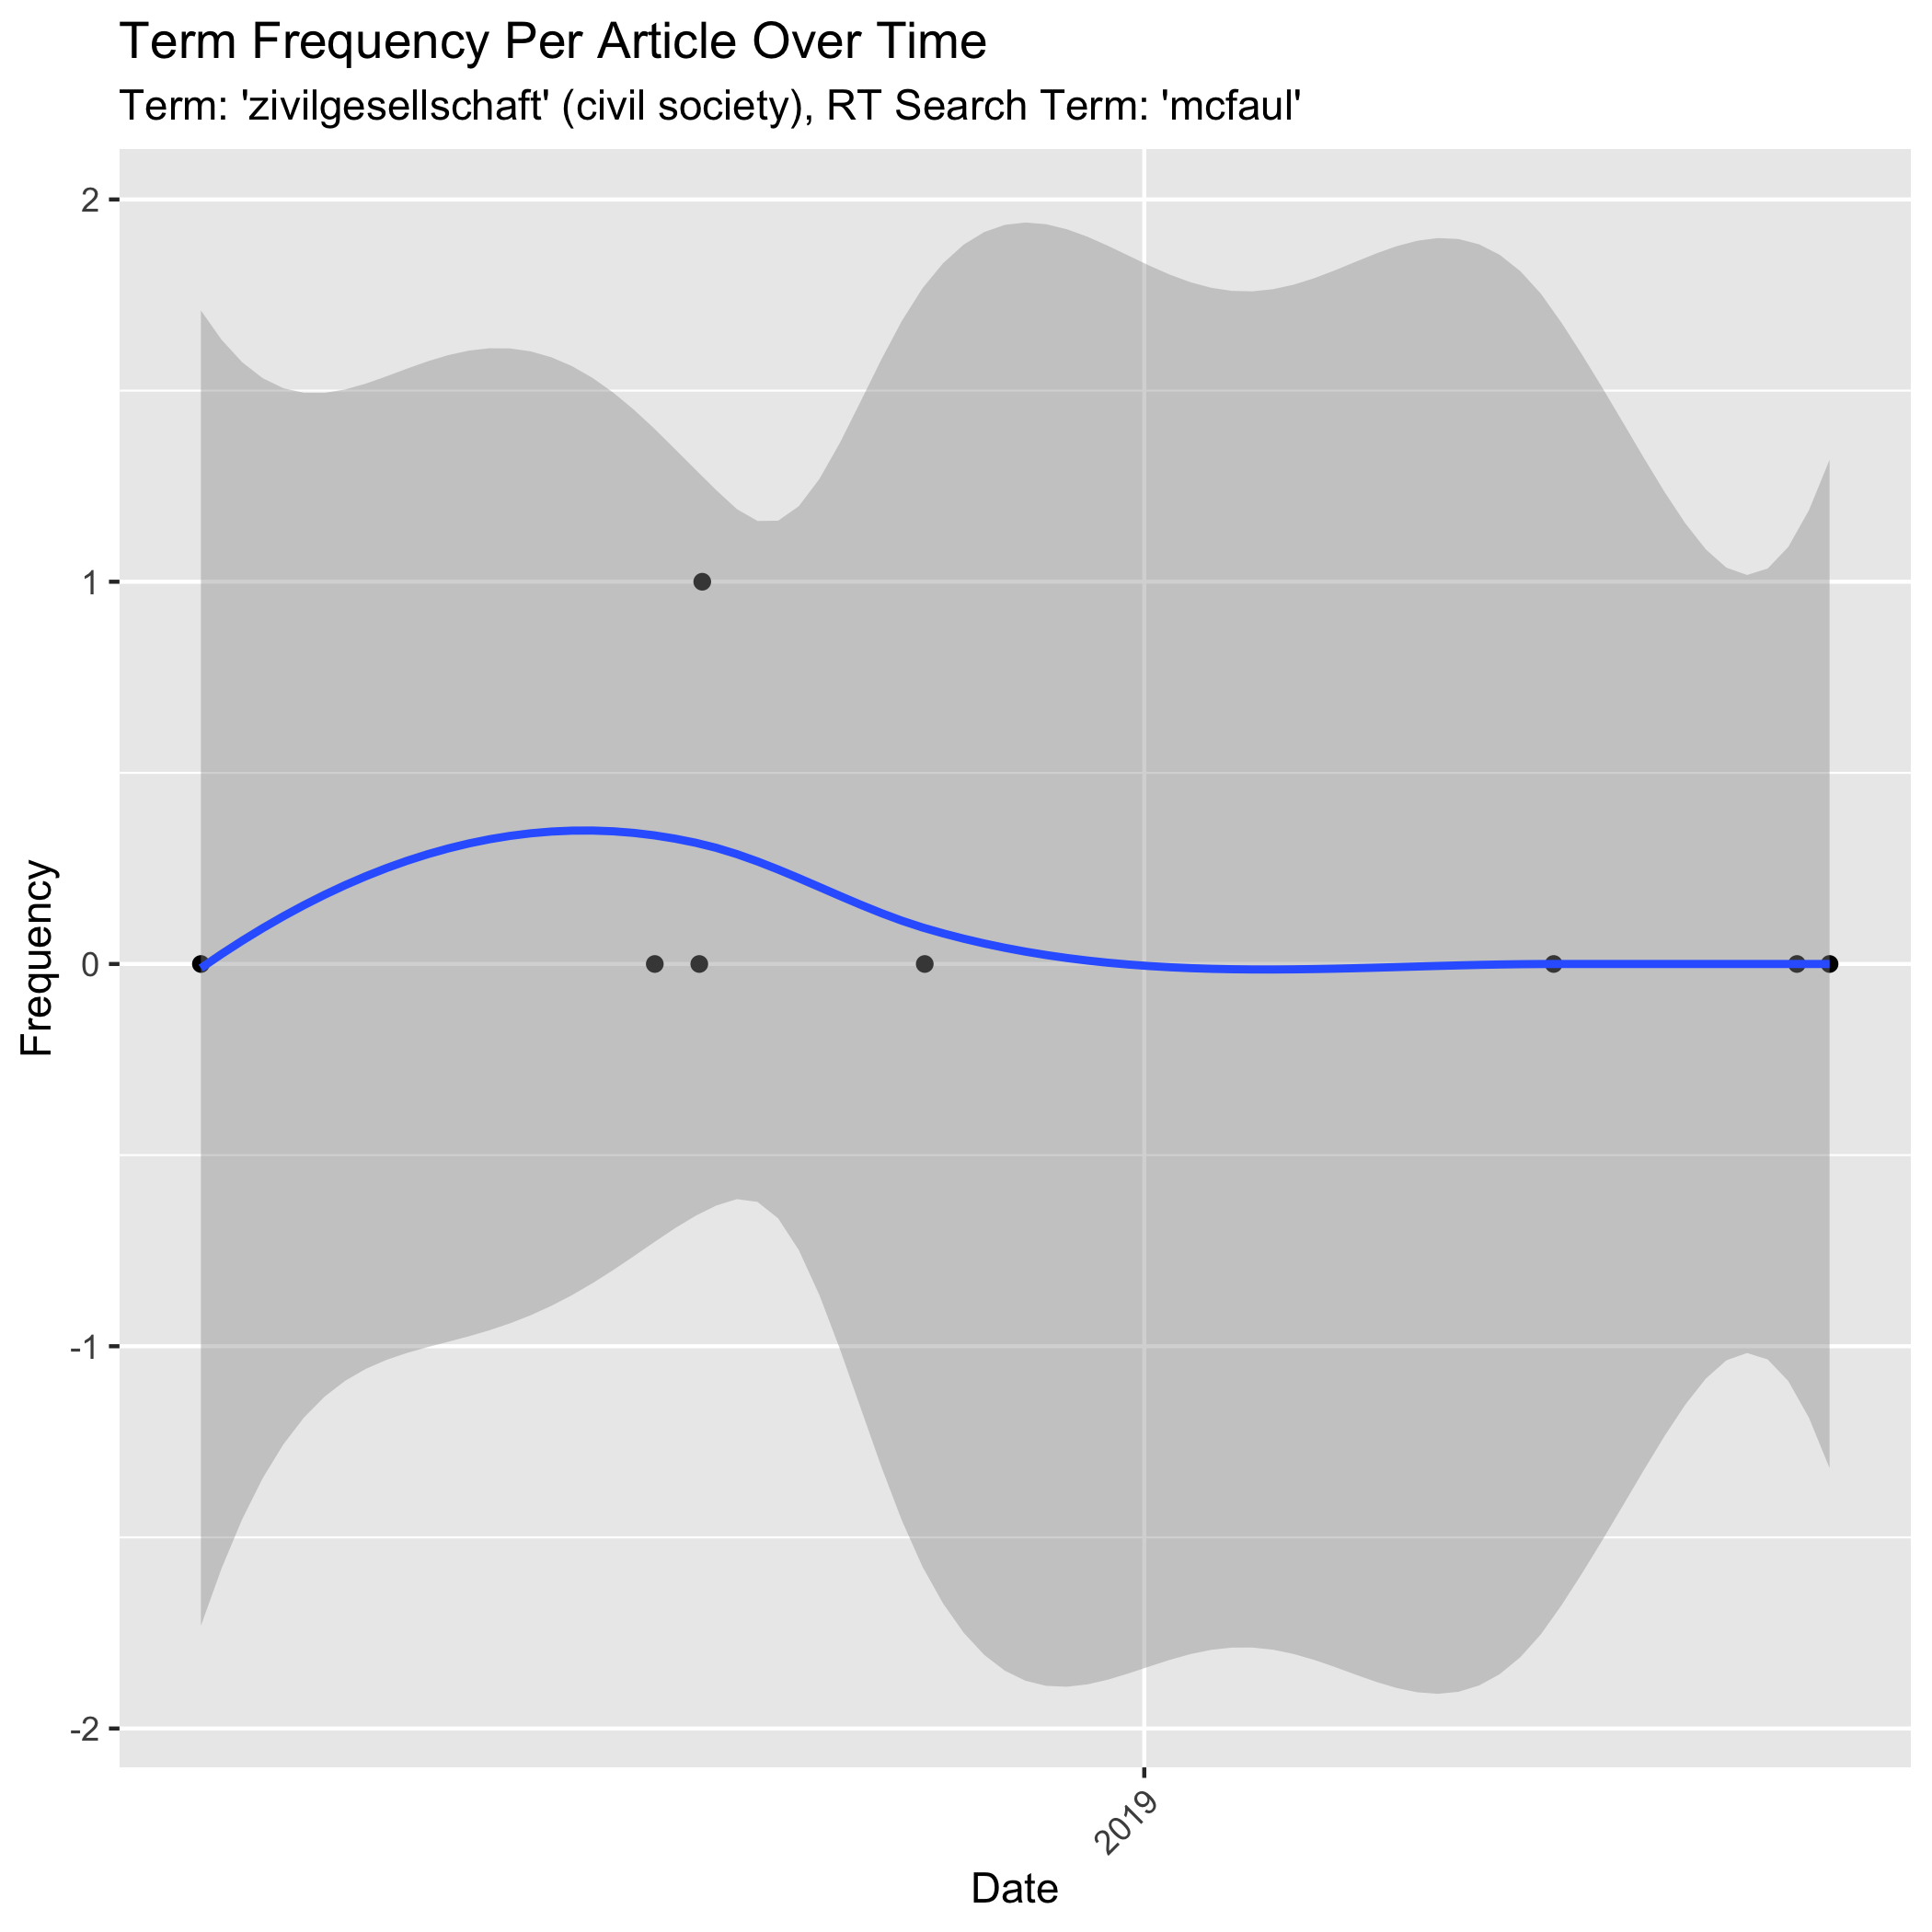 Term Frequency Per Article Over Time
Term: 'zivilgesellschaft' (civil society), RT Search Term: 'mcfaul'
2
1
0
-1
-2
Frequency
2019
Date